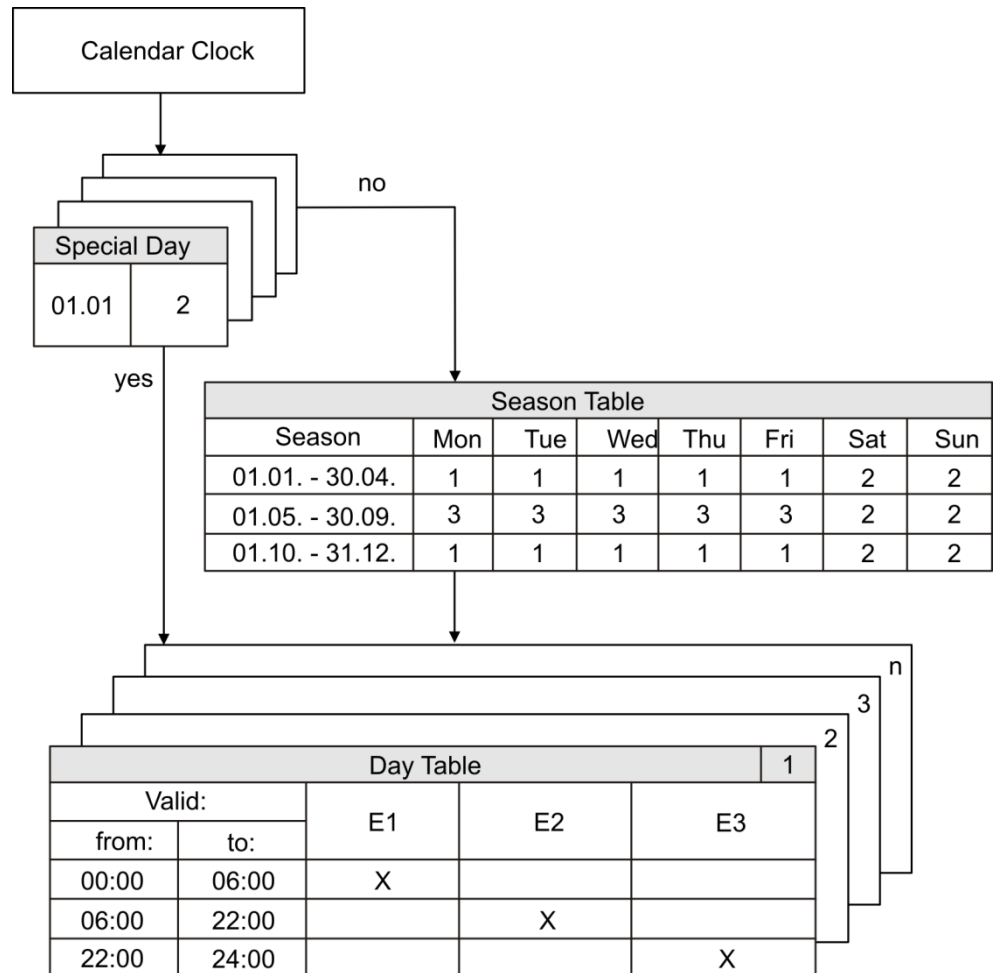 Calendar Clock
no
Special Day
01.01 2
yes
Season Table
Season Mon Tue Wed Thu Fri Sat Sun
01.01. - 30.04. 1 1 1 1 1 2 2
01.05. - 30.09. 3 3 3 3 3 2 2
01.10. - 31.12. 1 1 1 1 1 2 2
n
3
2
Day Table 1
Valid: E1 E2 E3
from: to:
00:00 06:00 X
06:00 22:00 X
22:00 24:00 X